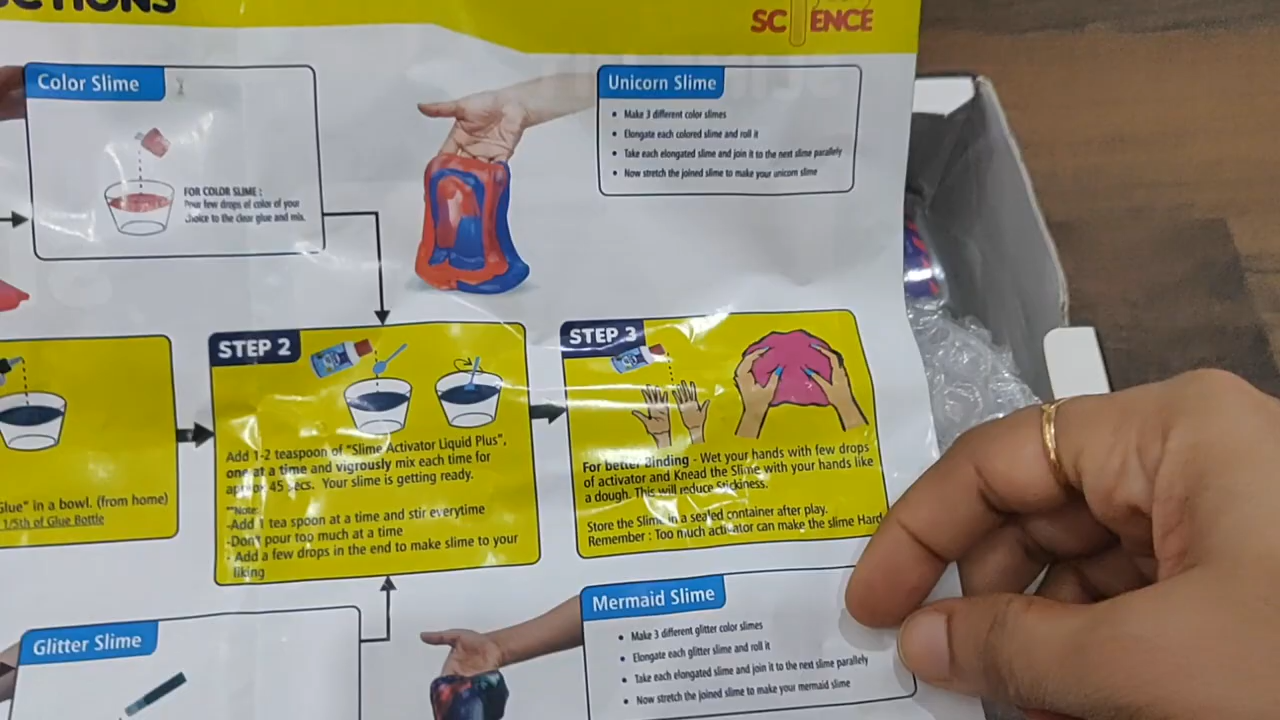 SCIENCE
Color Slime
FOR COLOR SLIME :
Pour few drops of color of your
choice to the clear glue and mix.
Unicorn Slime
• Make 3 different color slimes
• Elongate each colored slime and roll it
• Take each elongated slime and join it to the next slime parallely
• Now stretch the joined slime to make your unicorn slime
Glue" in a bowl. (from home)
1/5th of Glue Bottle
STEP 2
Add 1-2 teaspoon of "Slime Activator Liquid Plus",
one at a time and vigrously mix each time for
aprox 45 secs. Your slime is getting ready.
**Note:
-Add 1 tea spoon at a time and stir everytime
-Don't pour too much at a time
- Add a few drops in the end to make slime to your
liking
STEP 3
For better Binding - Wet your hands with few drops
of activator and Knead the Slime with your hands like
a dough. This will reduce Stickiness.
Store the Slime in a sealed container after play.
Remember : Too much activator can make the slime Hard
Glitter Slime
Mermaid Slime
• Make 3 different glitter color slimes
• Elongate each glitter slime and roll it
• Take each elongated slime and join it to the next slime parallely
• Now stretch the joined slime to make your mermaid slime